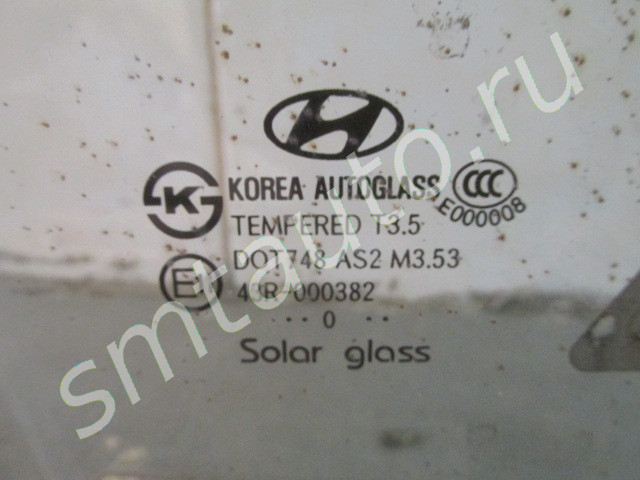 KOREA AUTOGLASS
CCC
E000008
TEMPERED T3.5
DOT748 AS2 M3.53
43R-000382
··· 0 ··
Solar glass
smtauto.ru